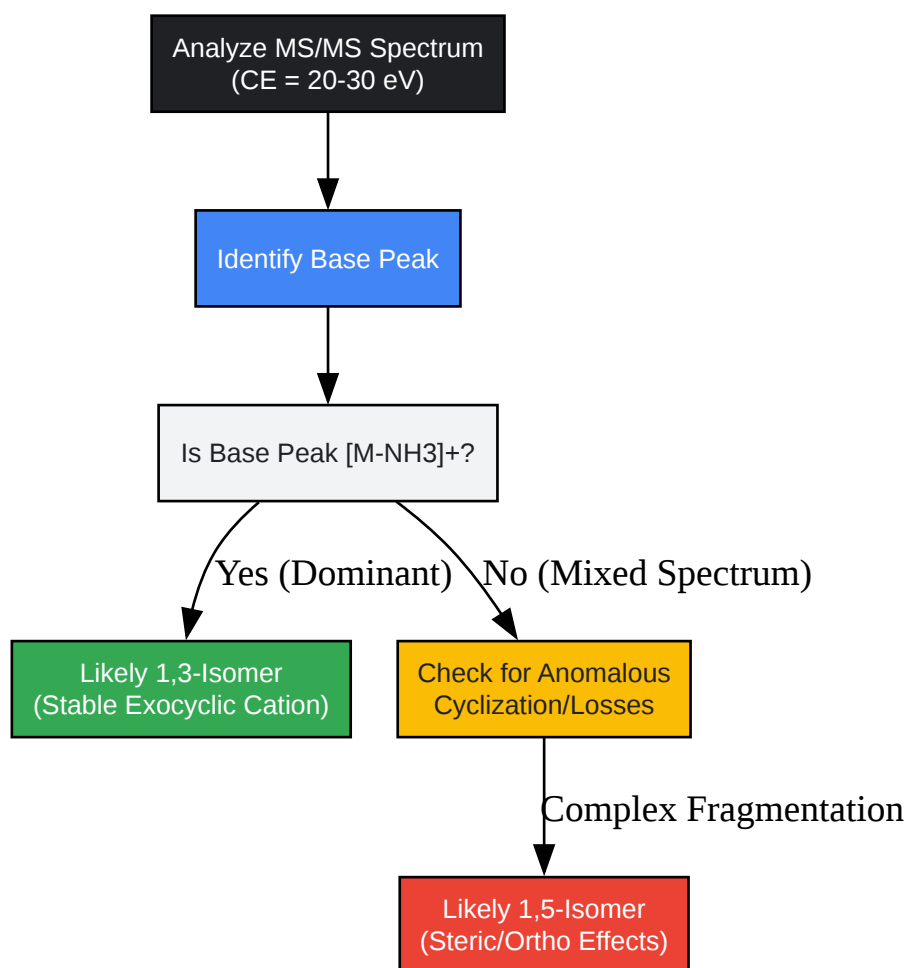 Analyze MS/MS Spectrum
(CE = 20-30 eV)
Identify Base Peak
Is Base Peak [M-NH3]+?
Yes (Dominant)
No (Mixed Spectrum)
Likely 1,3-Isomer
(Stable Exocyclic Cation)
Check for Anomalous
Cyclization/Losses
Complex Fragmentation
Likely 1,5-Isomer
(Steric/Ortho Effects)